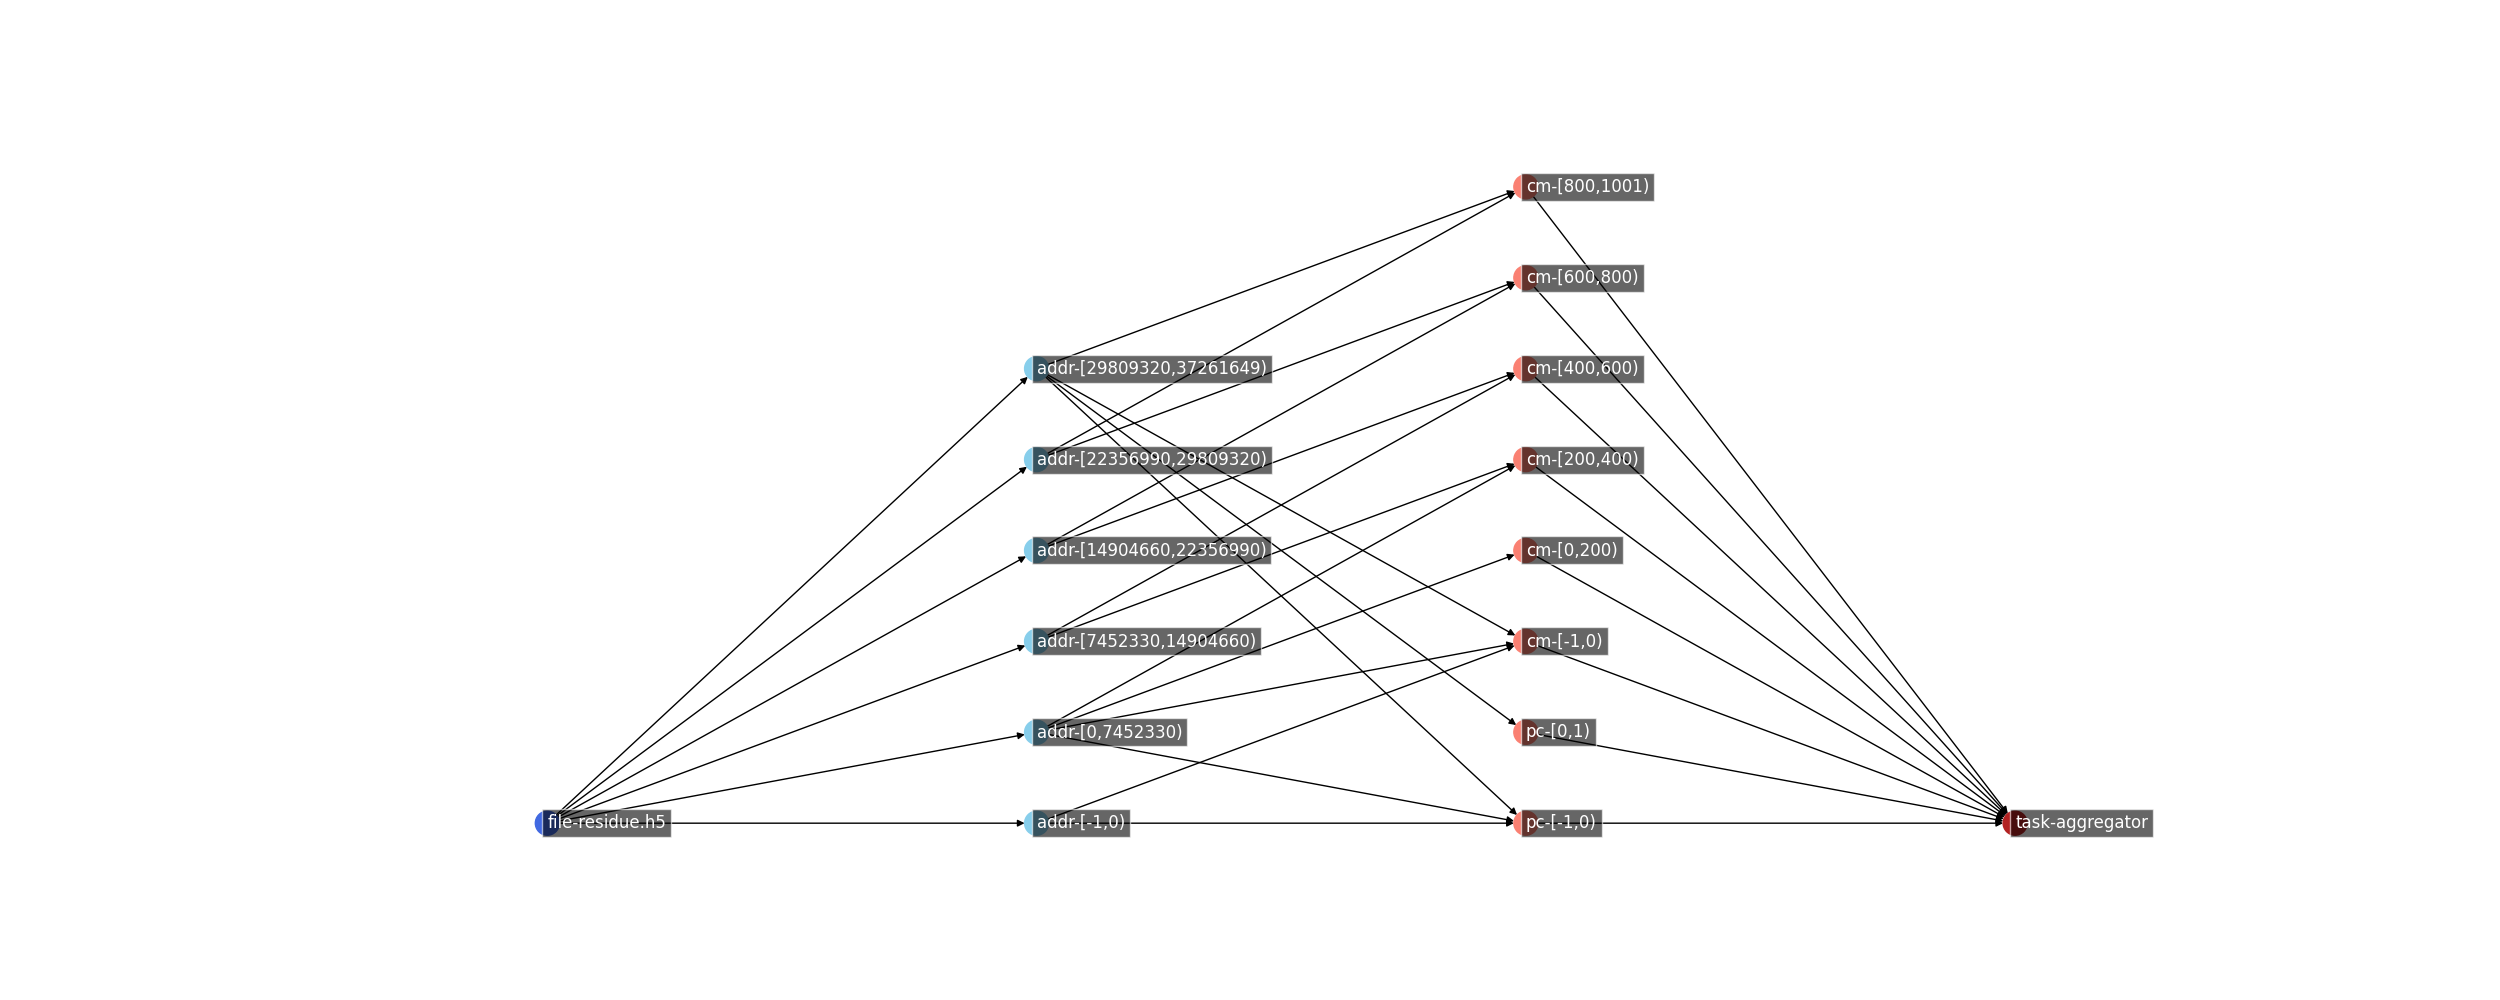 cm-[800,1001)
cm-[600,800)
addr-[29809320,37261649)
cm-[400,600)
addr-[22356990,29809320)
cm-[200,400)
addr-[14904660,22356990)
cm-[0,200)
addr-[7452330,14904660)
cm-[-1,0)
addr-[0,7452330)
pc-[0,1)
file-residue.h5
addr-[-1,0)
pc-[-1,0)
task-aggregator